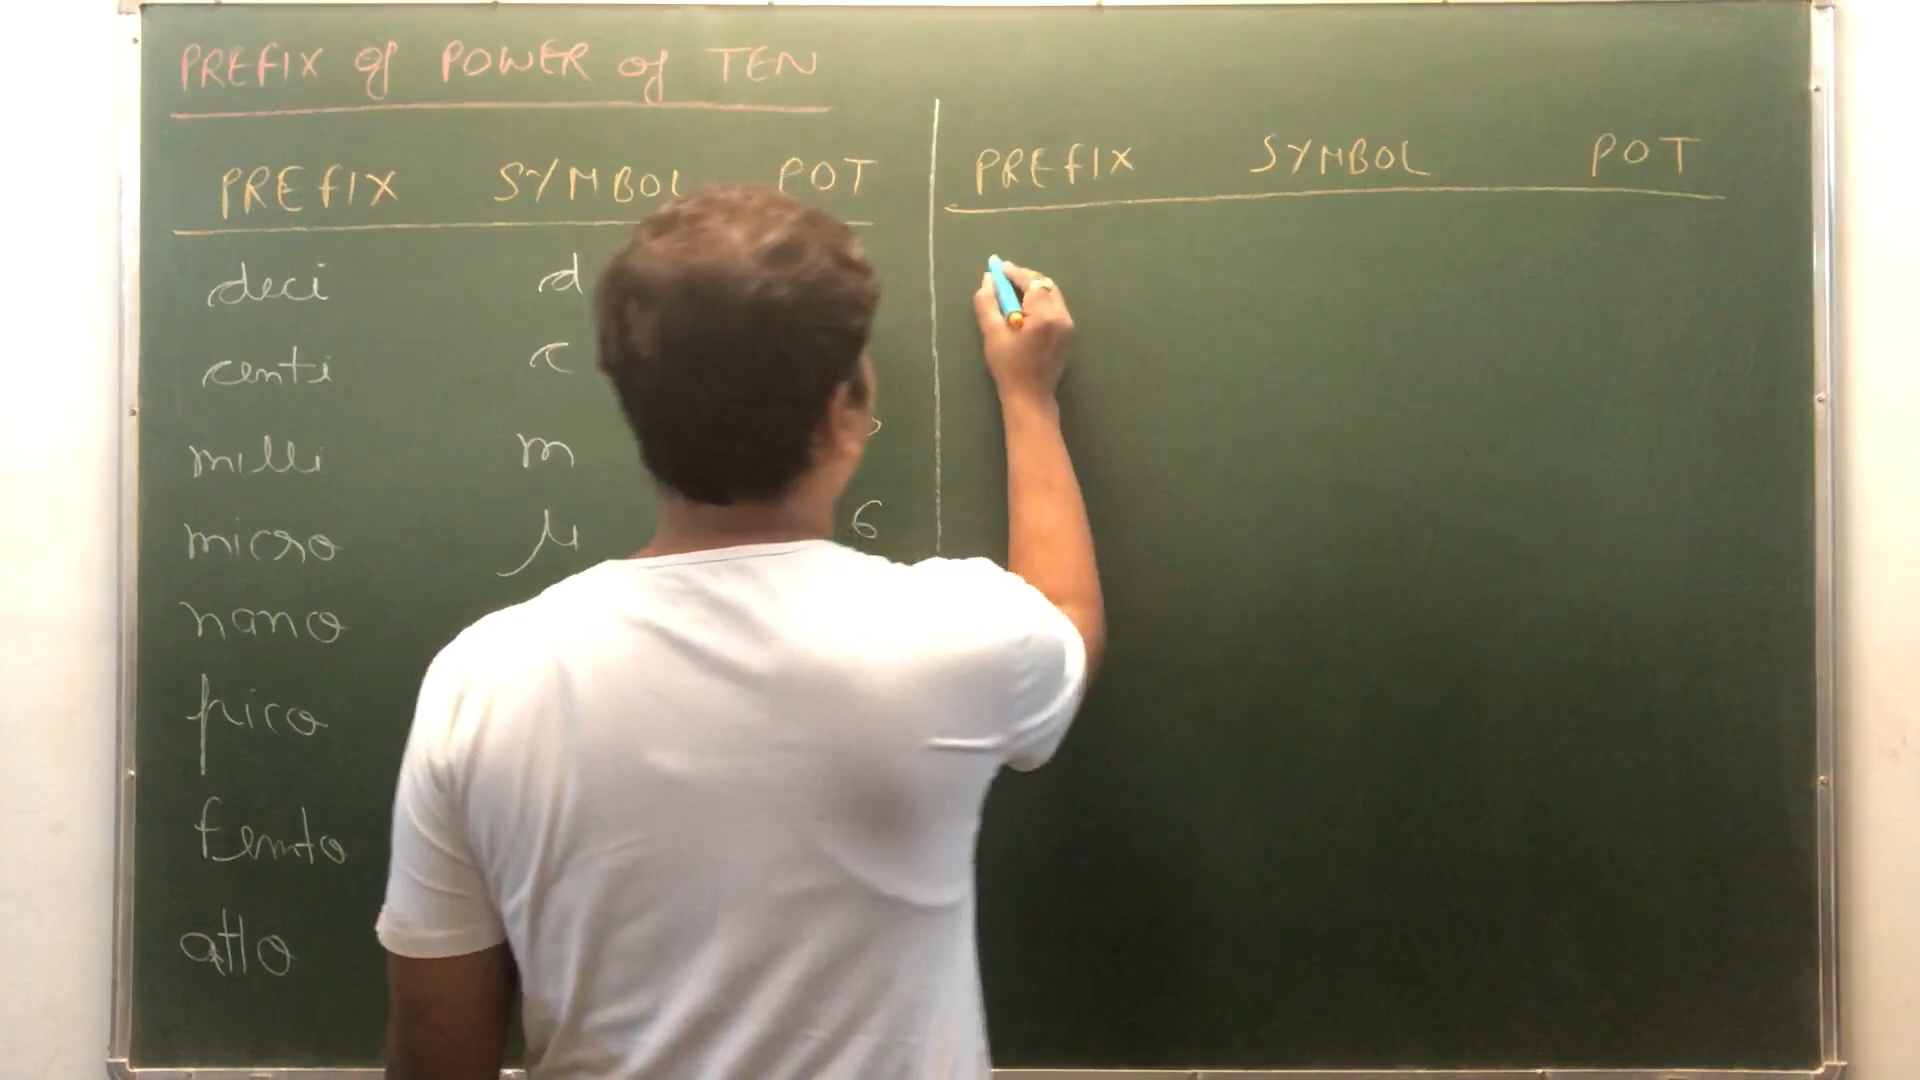 PREFIX of POWER of TEN
PREFIX SYMBOL POT
deci d
centi c
milli m
micro μ 6
nano
pico
femto
atto
PREFIX SYMBOL POT